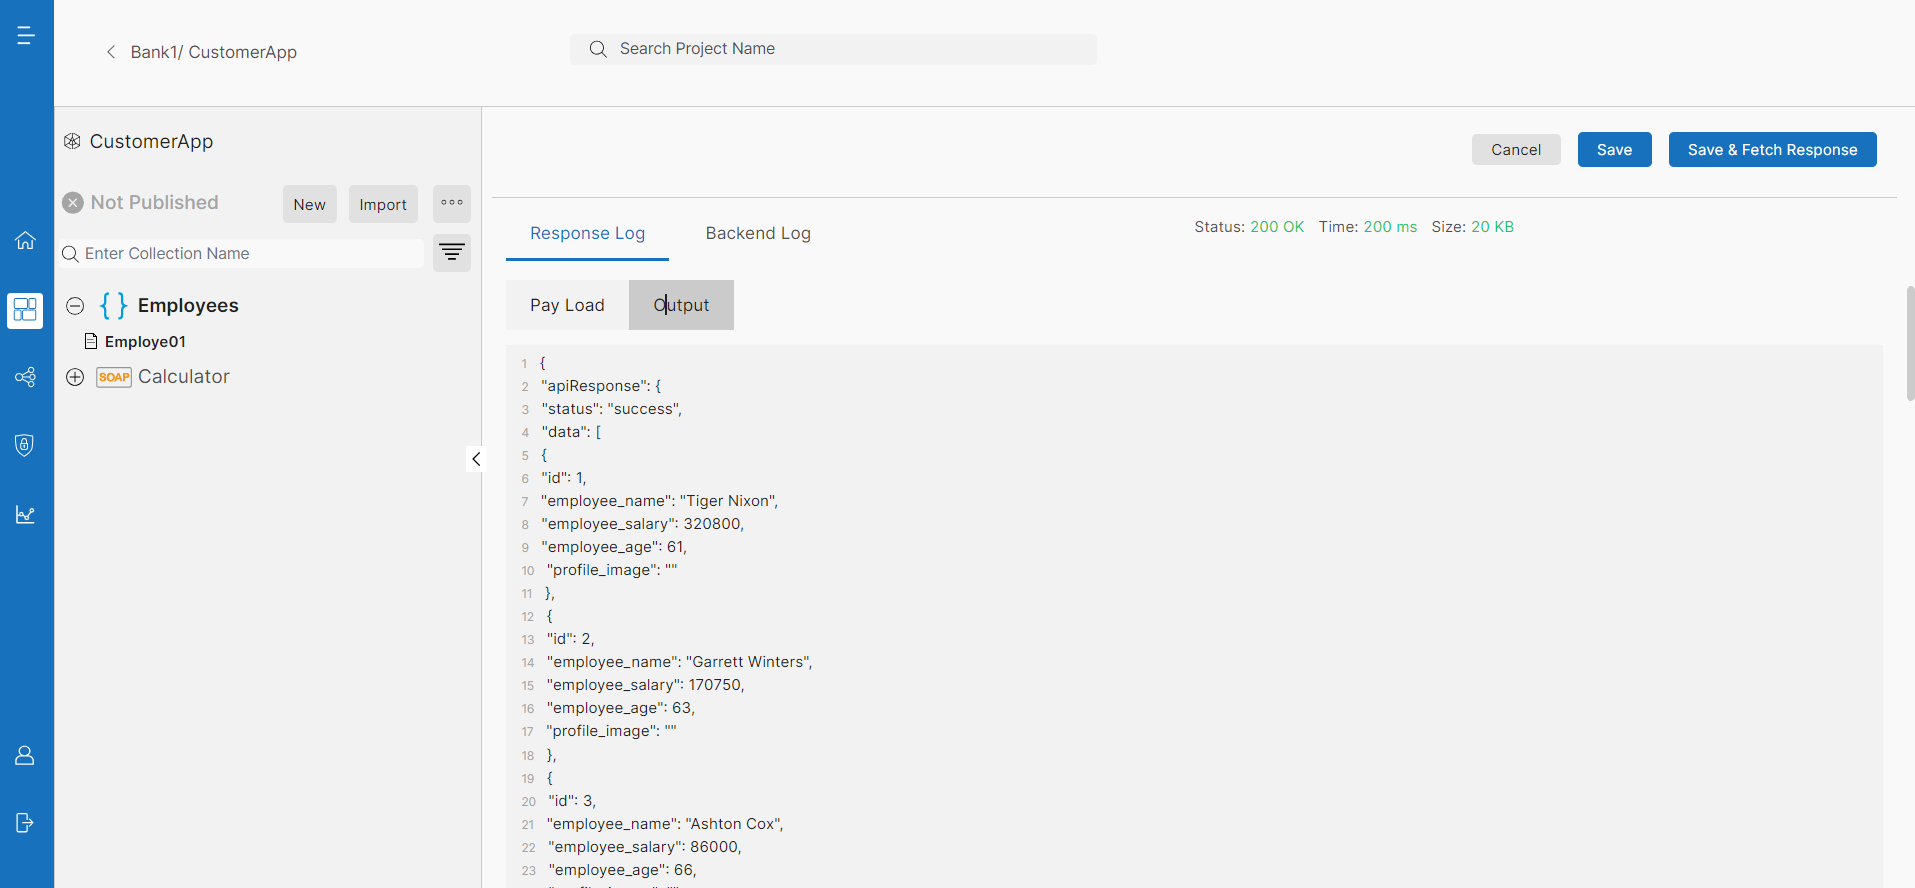 Bank1/ CustomerApp
Search Project Name
CustomerApp
Not Published
New
Import
Enter Collection Name
{ } Employees
Employe01
SOAP Calculator
Cancel
Save
Save & Fetch Response
Response Log
Backend Log
Status: 200 OK Time: 200 ms Size: 20 KB
Pay Load
Output
1 {
2 "apiResponse": {
3 "status": "success",
4 "data": [
5 {
6 "id": 1,
7 "employee_name": "Tiger Nixon",
8 "employee_salary": 320800,
9 "employee_age": 61,
10 "profile_image": ""
11 },
12 {
13 "id": 2,
14 "employee_name": "Garrett Winters",
15 "employee_salary": 170750,
16 "employee_age": 63,
17 "profile_image": ""
18 },
19 {
20 "id": 3,
21 "employee_name": "Ashton Cox",
22 "employee_salary": 86000,
23 "employee_age": 66,